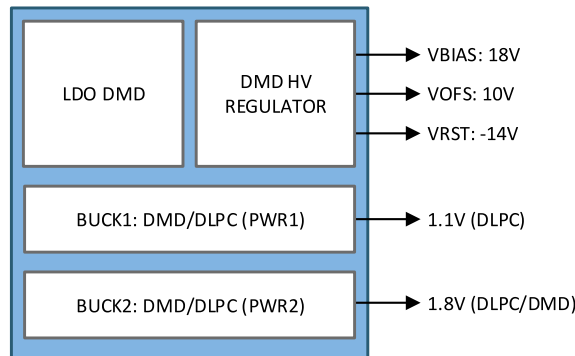 LDO DMD
DMD HV
REGULATOR
VBIAS: 18V
VOFS: 10V
VRST: -14V
BUCK1: DMD/DLPC (PWR1)
1.1V (DLPC)
BUCK2: DMD/DLPC (PWR2)
1.8V (DLPC/DMD)